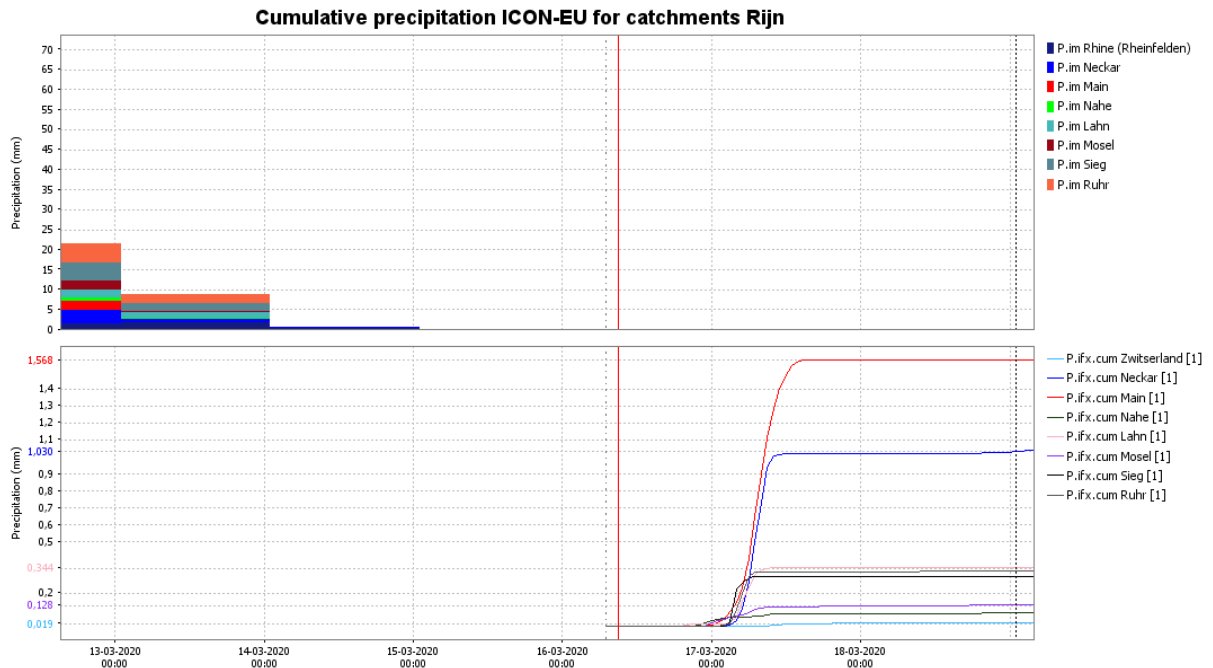 Cumulative precipitation ICON-EU for catchments Rijn
Precipitation (mm)
70
65
60
55
50
45
40
35
30
25
20
15
10
5
0
P.im Rhine (Rheinfelden)
P.im Neckar
P.im Main
P.im Nahe
P.im Lahn
P.im Mosel
P.im Sieg
P.im Ruhr
Precipitation (mm)
1,568
1,4
1,3
1,2
1,1
1,030
0,9
0,8
0,7
0,6
0,5
0,344
0,2
0,128
0,019
P.ifx.cum Zwitserland [1]
P.ifx.cum Neckar [1]
P.ifx.cum Main [1]
P.ifx.cum Nahe [1]
P.ifx.cum Lahn [1]
P.ifx.cum Mosel [1]
P.ifx.cum Sieg [1]
P.ifx.cum Ruhr [1]
13-03-2020 14-03-2020 15-03-2020 16-03-2020 17-03-2020 18-03-2020
00:00 00:00 00:00 00:00 00:00 00:00